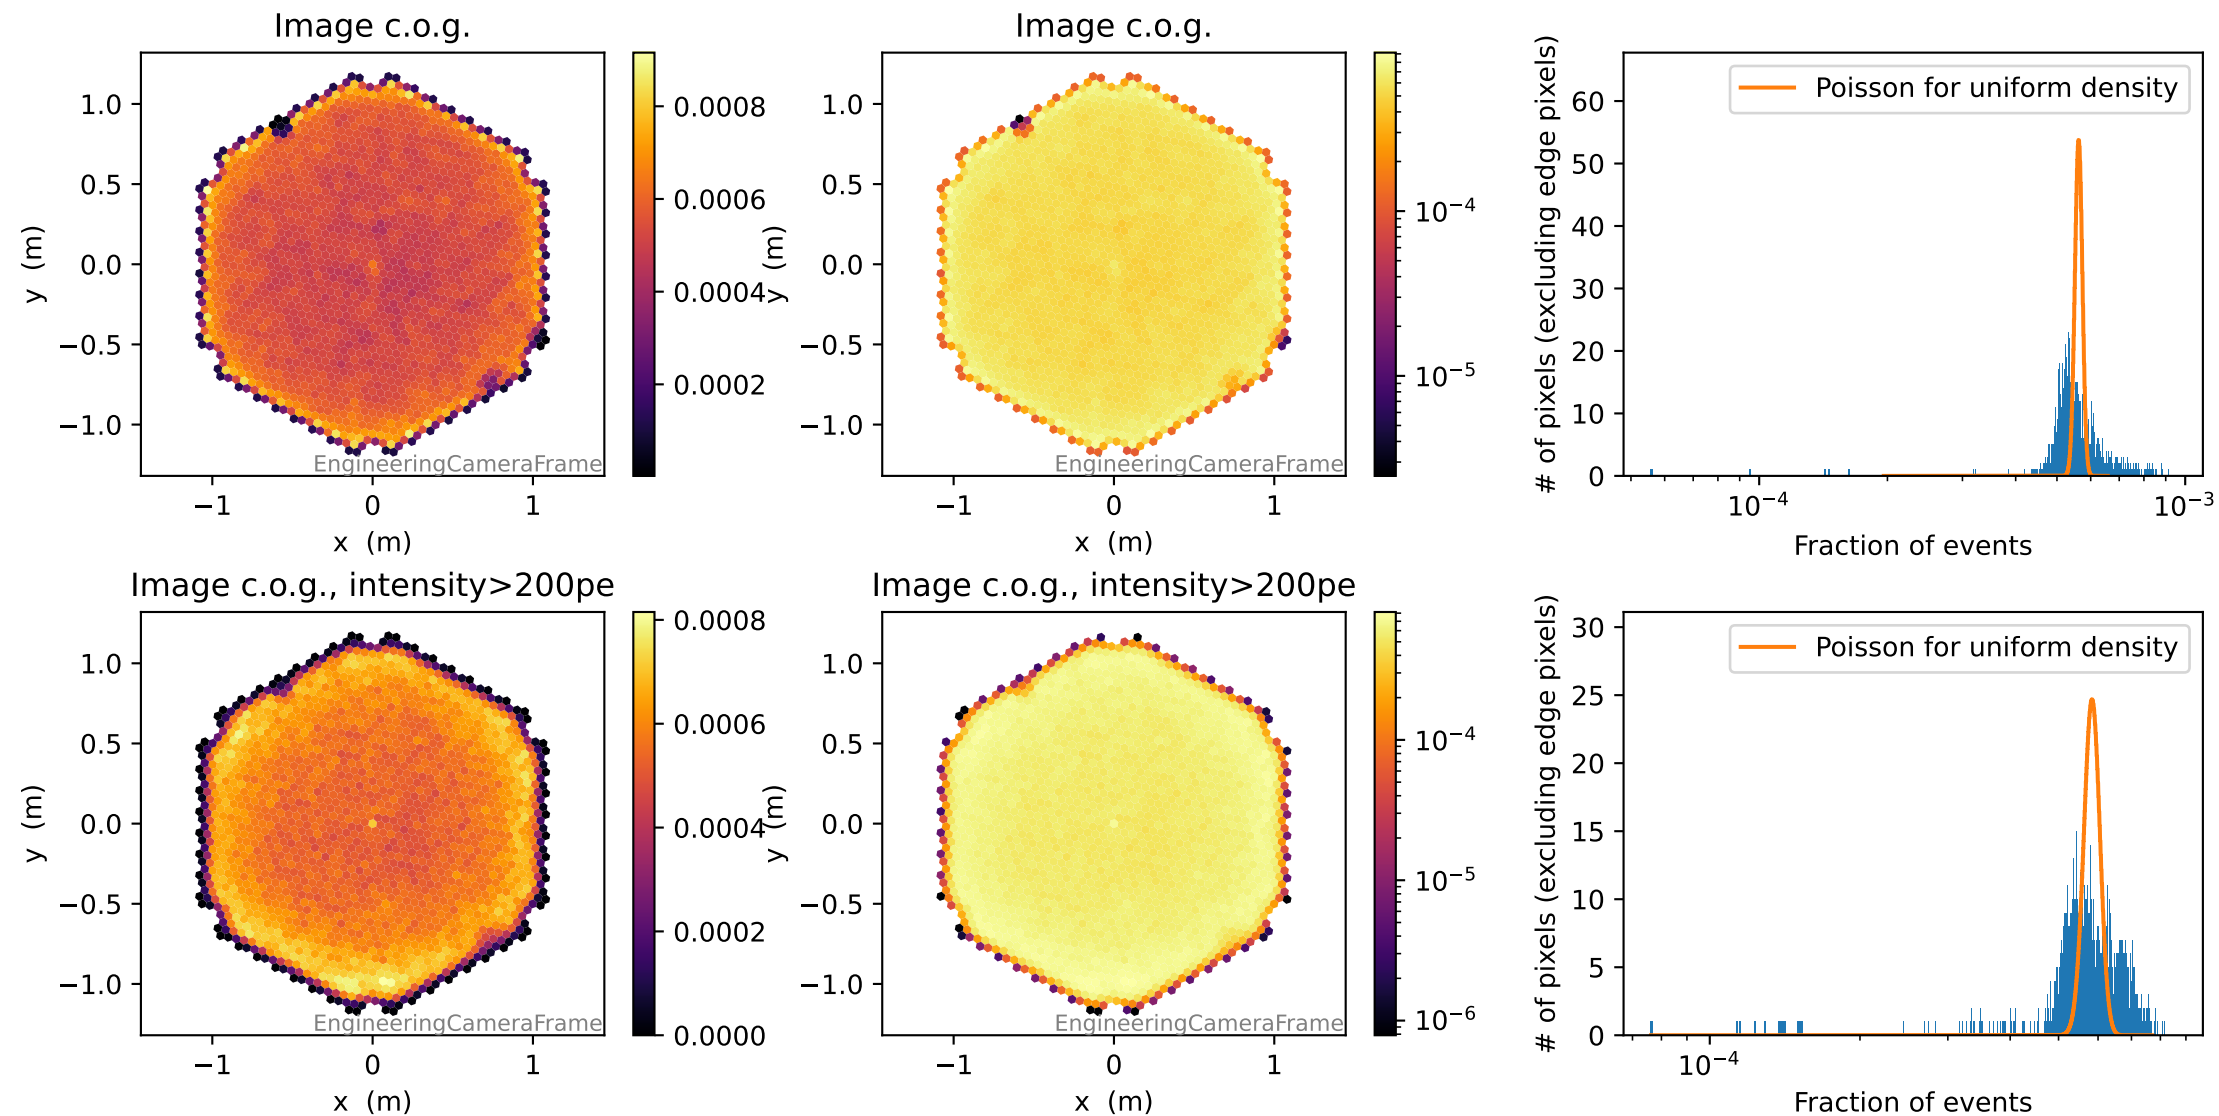 Image c.o.g.
1.0
0.5
0.0
−0.5
−1.0
y (m)
−1
0
1
x (m)
EngineeringCameraFrame
0.0008
0.0006
0.0004
0.0002
Image c.o.g.
1.0
0.5
0.0
−0.5
−1.0
y (m)
−1
0
1
x (m)
EngineeringCameraFrame
10⁻⁴
10⁻⁵
# of pixels (excluding edge pixels)
60
50
40
30
20
10
0
Poisson for uniform density
10⁻⁴
10⁻³
Fraction of events
Image c.o.g., intensity>200pe
1.0
0.5
0.0
−0.5
−1.0
y (m)
−1
0
1
x (m)
EngineeringCameraFrame
0.0008
0.0006
0.0004
0.0002
0.0000
Image c.o.g., intensity>200pe
1.0
0.5
0.0
−0.5
−1.0
y (m)
−1
0
1
x (m)
EngineeringCameraFrame
10⁻⁴
10⁻⁵
10⁻⁶
# of pixels (excluding edge pixels)
30
25
20
15
10
5
0
Poisson for uniform density
10⁻⁴
Fraction of events